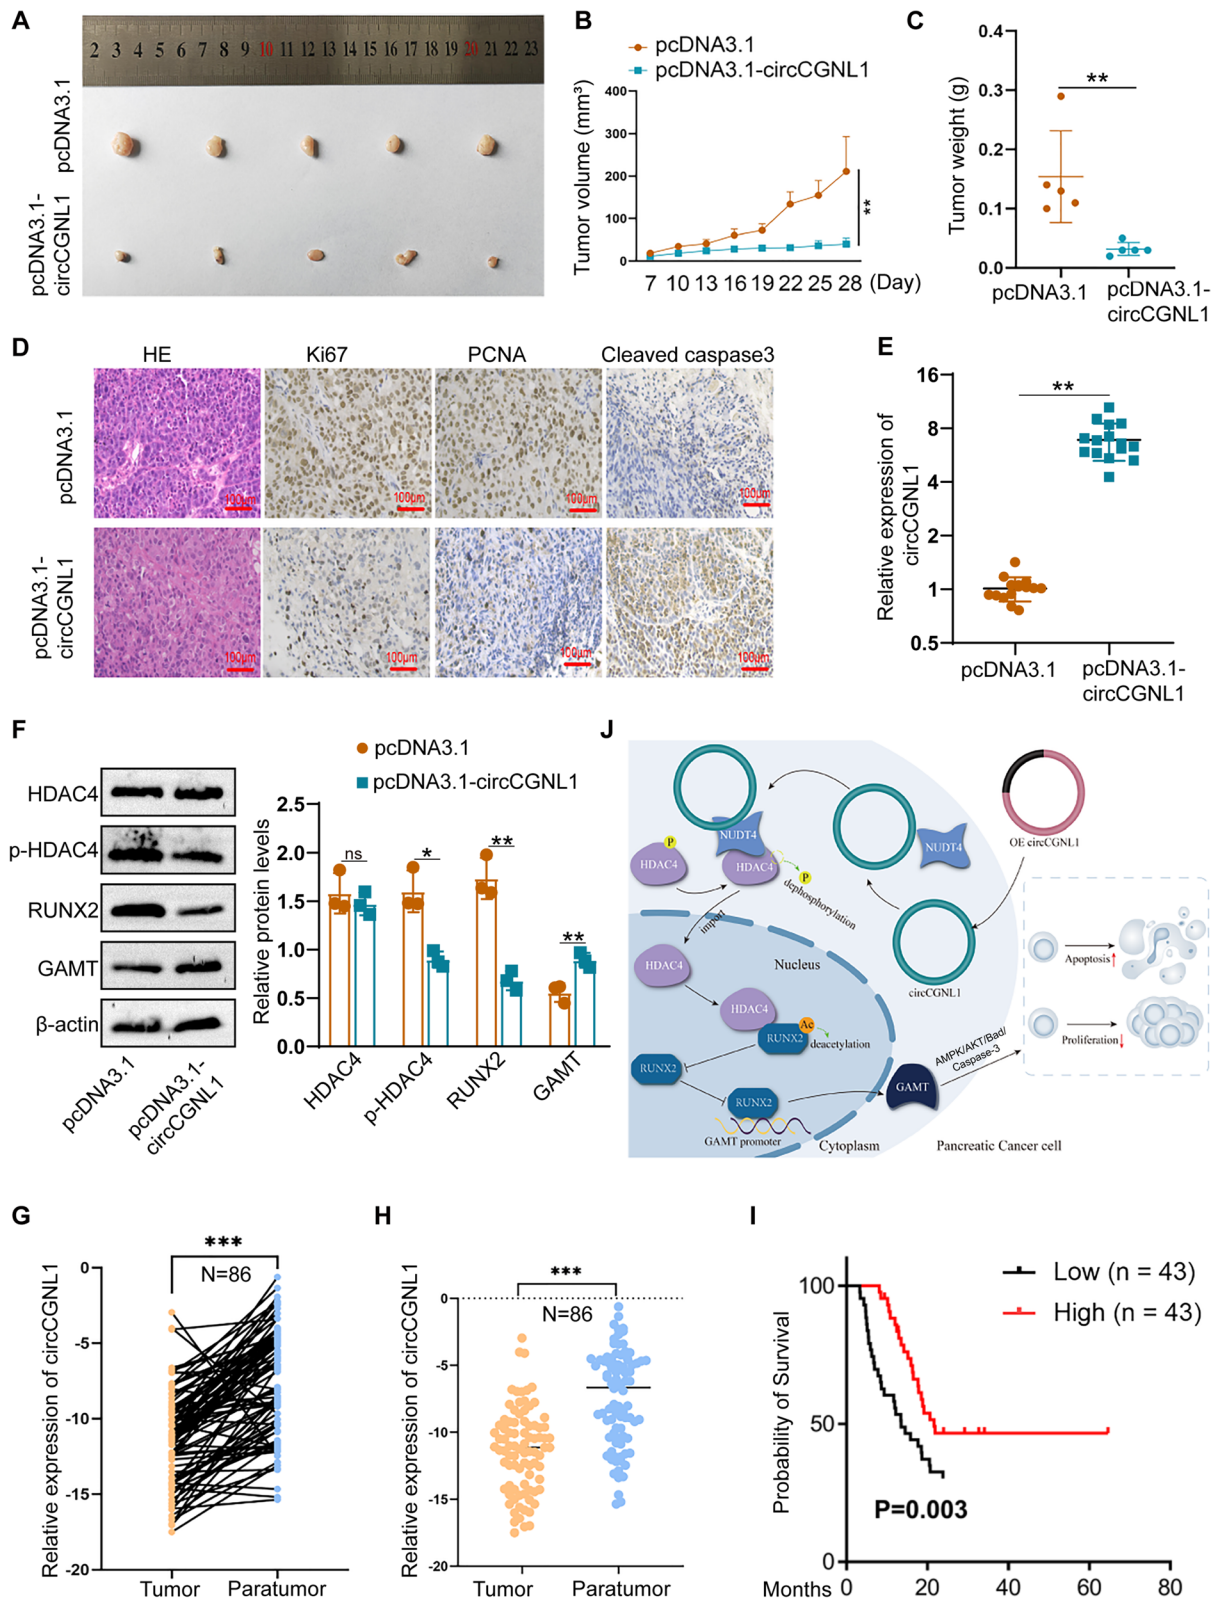 A
2 3 4 5 6 7 8 9 10 11 12 13 14 15 16 17 18 19 20 21 22 23
pcDNA3.1
pcDNA3.1-
circCGNL1
B
pcDNA3.1
pcDNA3.1-circCGNL1
Tumor volume (mm³)
400
300
200
100
0
7 10 13 16 19 22 25 28 (Day)
**
C
Tumor weight (g)
0.4
0.3
0.2
0.1
0.0
**
pcDNA3.1
pcDNA3.1-
circCGNL1
D
HE
Ki67
PCNA
Cleaved caspase3
pcDNA3.1
100μm
100μm
100μm
100μm
pcDNA3.1-
circCGNL1
100μm
100μm
100μm
100μm
E
Relative expression of
circCGNL1
16
8
4
2
1
0.5
**
pcDNA3.1
pcDNA3.1-
circCGNL1
F
HDAC4
p-HDAC4
RUNX2
GAMT
β-actin
pcDNA3.1
pcDNA3.1-
circCGNL1
pcDNA3.1
pcDNA3.1-circCGNL1
Relative protein levels
2.5
2.0
1.5
1.0
0.5
0.0
ns
*
**
**
HDAC4
p-HDAC4
RUNX2
GAMT
J
NUDT4
HDAC4
P
HDAC4
P
dephosphorylation
import
NUDT4
OE circCGNL1
circCGNL1
Nucleus
HDAC4
HDAC4
Ac
RUNX2
deacetylation
RUNX2
RUNX2
GAMT promoter
Cytoplasm
GAMT
AMPK/AKT/Bad/
Caspase-3
Apoptosis
Proliferation
Pancreatic Cancer cell
G
Relative expression of circCGNL1
0
-5
-10
-15
-20
***
N=86
Tumor
Paratumor
H
Relative expression of circCGNL1
0
-5
-10
-15
-20
***
N=86
Tumor
Paratumor
I
Probability of Survival
100
50
0
Low (n = 43)
High (n = 43)
P=0.003
Months 0 20 40 60 80